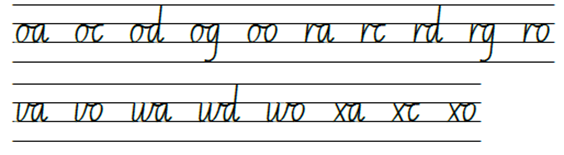 oa oc od og oo ra rc rd rg ro
va vo wa wd wo xa xc xo